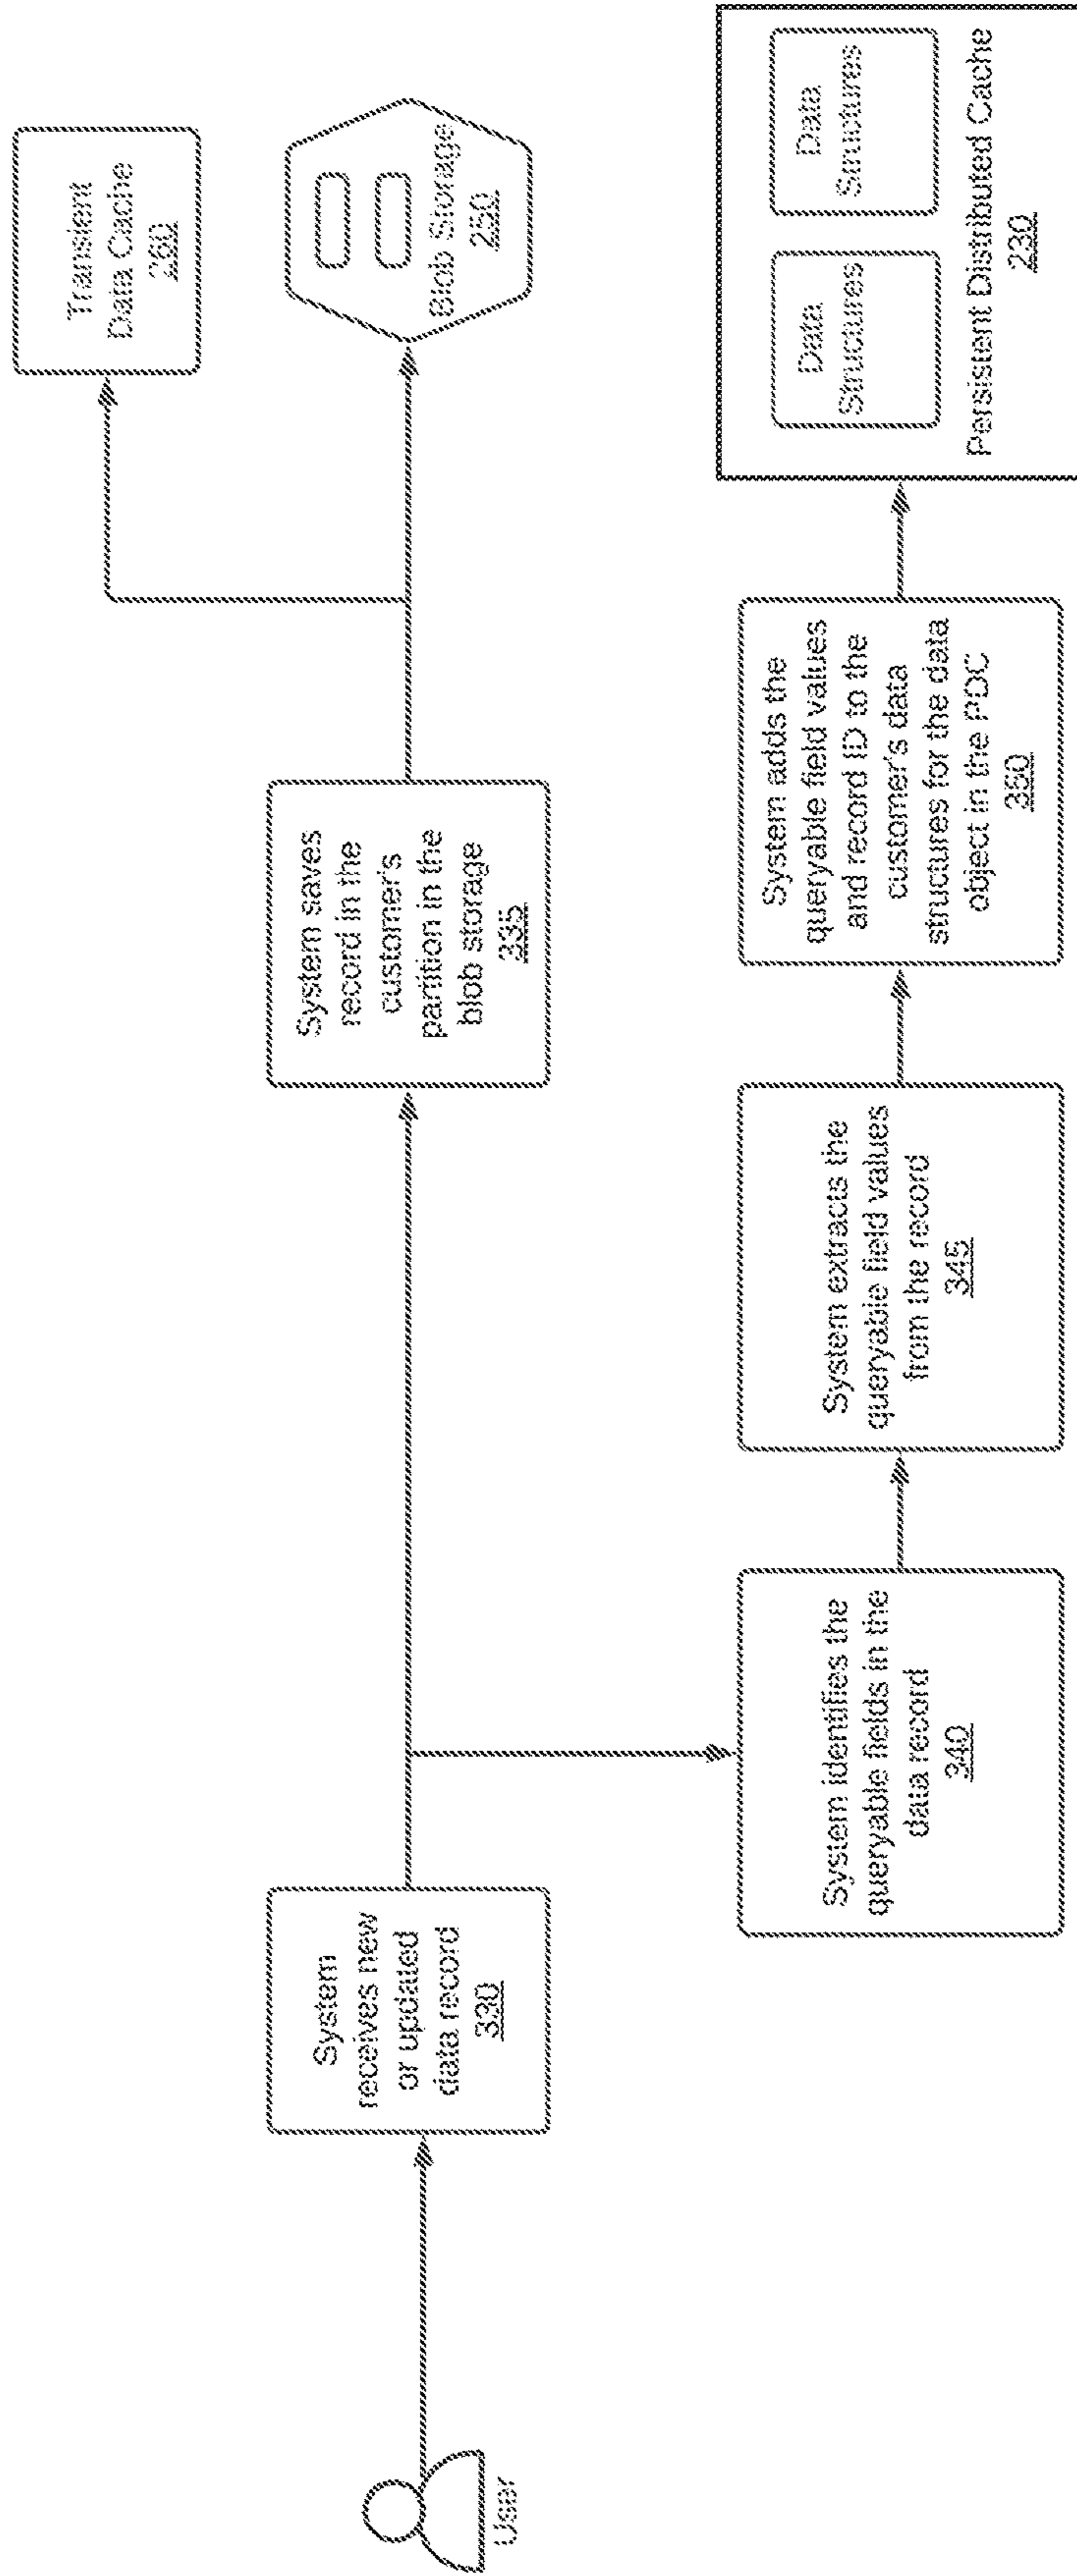 User
System
receives new
or updated
data record
330
System saves
record in the
customer's
partition in the
blob storage
335
Transient
Data Cache
260
Blob Storage
250
System identifies the
queryable fields in the
data record
340
System extracts the
queryable field values
from the record
345
System adds the
queryable field values
and record ID to the
customer's data
structures for the data
object in the PDC
350
Data
Structures
Data
Structures
Persistent Distributed Cache
230